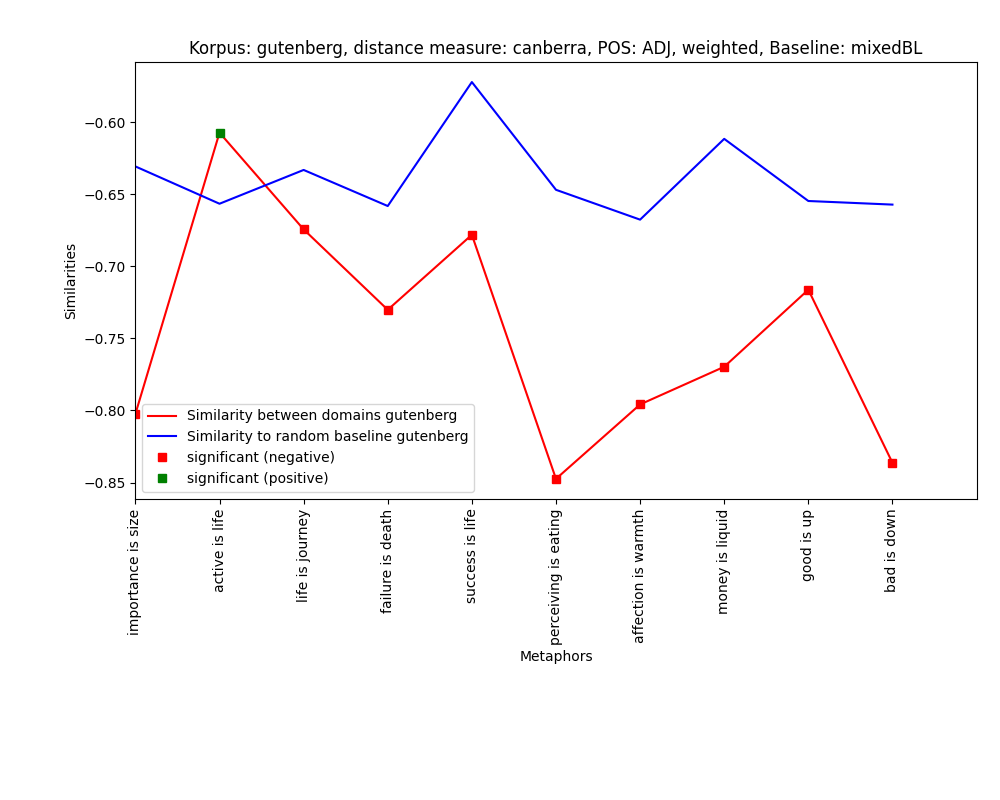 Korpus: gutenberg, distance measure: canberra, POS: ADJ, weighted, Baseline: mixedBL
Similarities
−0.60
−0.65
−0.70
−0.75
−0.80
−0.85
Similarity between domains gutenberg
Similarity to random baseline gutenberg
significant (negative)
significant (positive)
importance is size
active is life
life is journey
failure is death
success is life
perceiving is eating
affection is warmth
money is liquid
good is up
bad is down
Metaphors